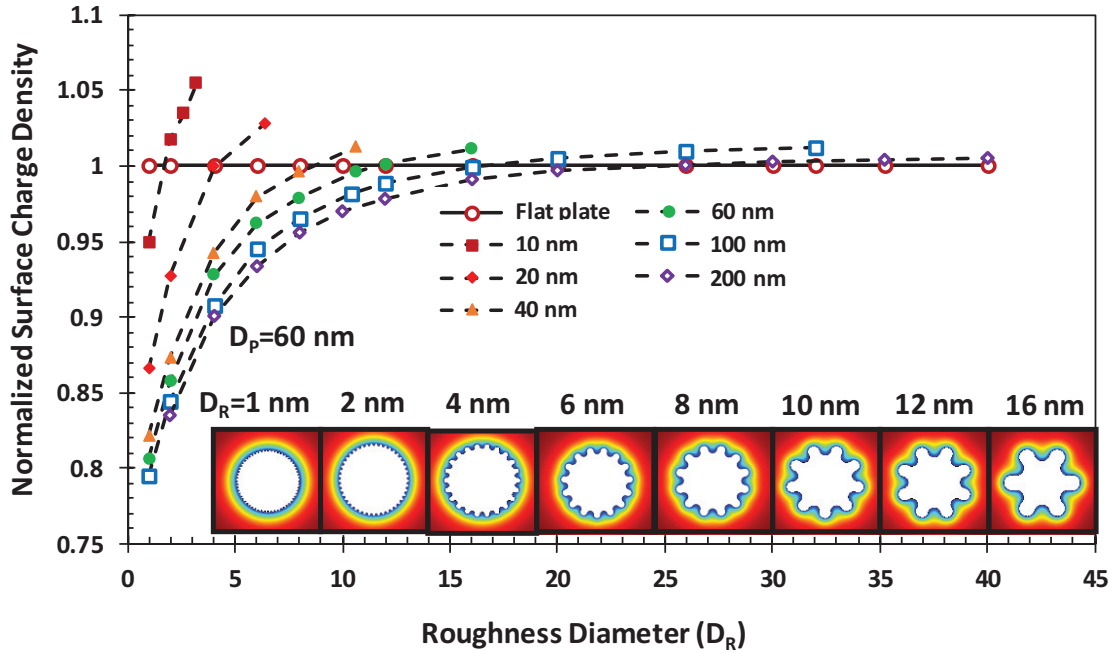 1.1
1.05
1
0.95
0.9
0.85
0.8
0.75
Normalized Surface Charge Density
Flat plate
10 nm
20 nm
40 nm
60 nm
100 nm
200 nm
DP=60 nm
DR=1 nm 2 nm 4 nm 6 nm 8 nm 10 nm 12 nm 16 nm
0 5 10 15 20 25 30 35 40 45
Roughness Diameter (DR)